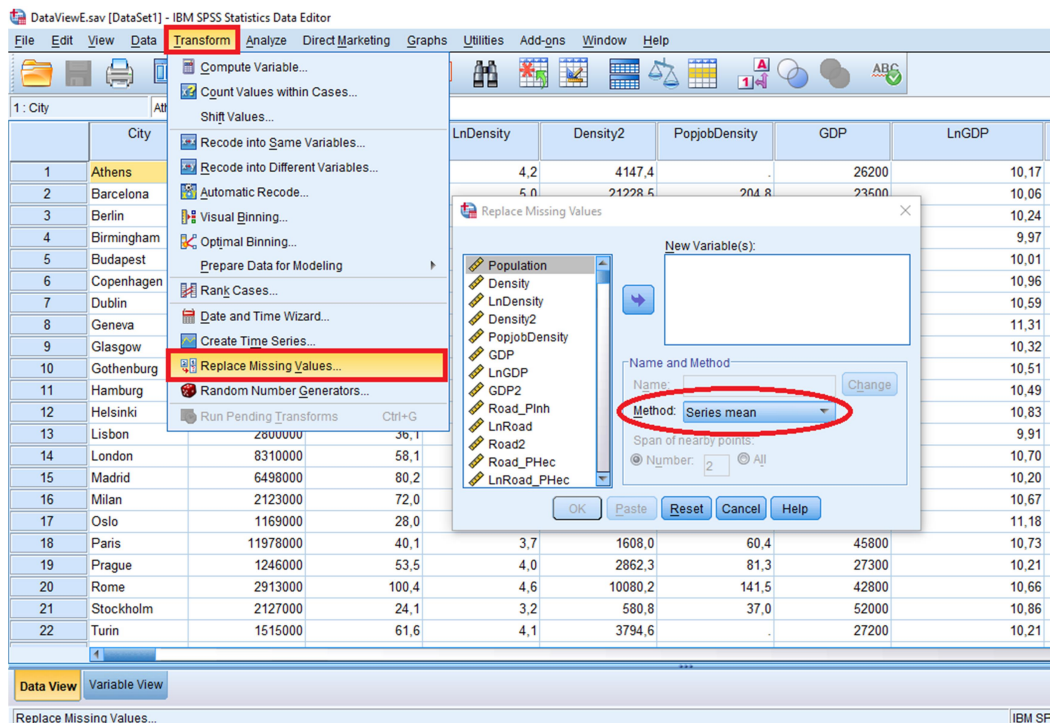 DataViewE.sav [DataSet1] - IBM SPSS Statistics Data Editor
File Edit View Data Transform Analyze Direct Marketing Graphs Utilities Add-ons Window Help
A
1
ABC
1 : City
Ath
City LnDensity Density2 PopjobDensity GDP LnGDP
1 Athens 4,2 4147,4 . 26200 10,17
2 Barcelona 5,0 21228,5 204,8 23500 10,06
3 Berlin 10,24
4 Birmingham 9,97
5 Budapest 10,01
6 Copenhagen 10,96
7 Dublin 10,59
8 Geneva 11,31
9 Glasgow 10,32
10 Gothenburg 10,51
11 Hamburg 10,49
12 Helsinki 10,83
13 Lisbon 2800000 36,1 9,91
14 London 8310000 58,1 10,70
15 Madrid 6498000 80,2 10,20
16 Milan 2123000 72,0 10,67
17 Oslo 1169000 28,0 11,18
18 Paris 11978000 40,1 3,7 1608,0 60,4 45800 10,73
19 Prague 1246000 53,5 4,0 2862,3 81,3 27300 10,21
20 Rome 2913000 100,4 4,6 10080,2 141,5 42800 10,66
21 Stockholm 2127000 24,1 3,2 580,8 37,0 52000 10,86
22 Turin 1515000 61,6 4,1 3794,6 . 27200 10,21
Compute Variable...
Count Values within Cases...
Shift Values...
Recode into Same Variables...
Recode into Different Variables...
Automatic Recode...
Visual Binning...
Optimal Binning...
Prepare Data for Modeling
Rank Cases...
Date and Time Wizard...
Create Time Series...
Replace Missing Values...
Random Number Generators...
Run Pending Transforms Ctrl+G
Replace Missing Values
Population
Density
LnDensity
Density2
PopjobDensity
GDP
LnGDP
GDP2
Road_PInh
LnRoad
Road2
Road_PHec
LnRoad_PHec
New Variable(s):
Name and Method
Name: Change
Method: Series mean
Span of nearby points:
Number: 2 All
OK Paste Reset Cancel Help
Data View Variable View
Replace Missing Values...
IBM SP